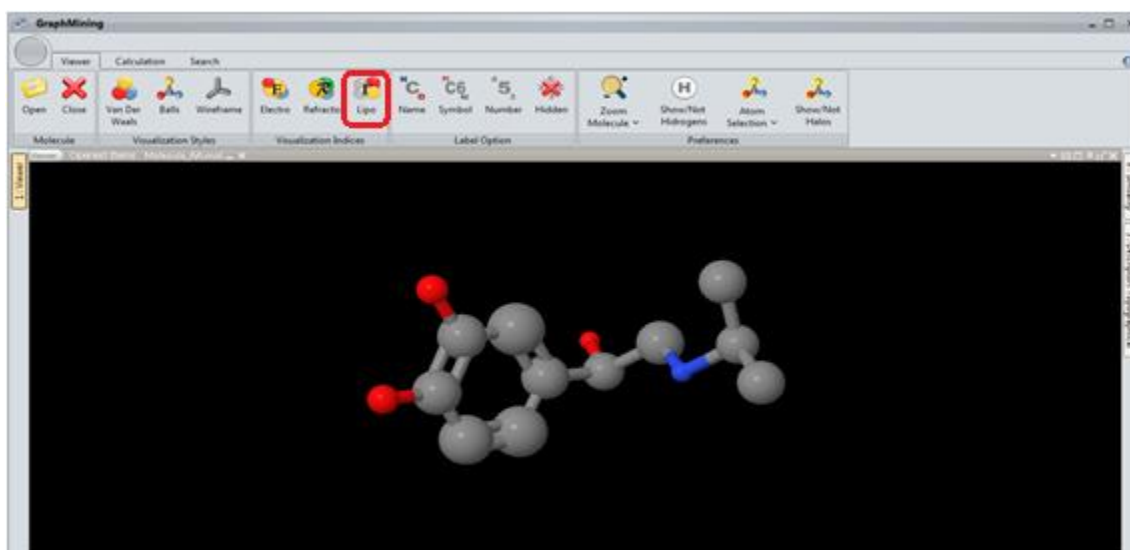 GraphMining
Viewer Calculation Search
Open Close Van Der Waals Balls Wireframe Electro Refracto Lipo Name Symbol Number Hidden Zoom Molecule Show/Not Hydrogens Atom Selection Show/Not Halos
Molecule Visualization Styles Visualization Indices Label Option Preferences
1: Viewer